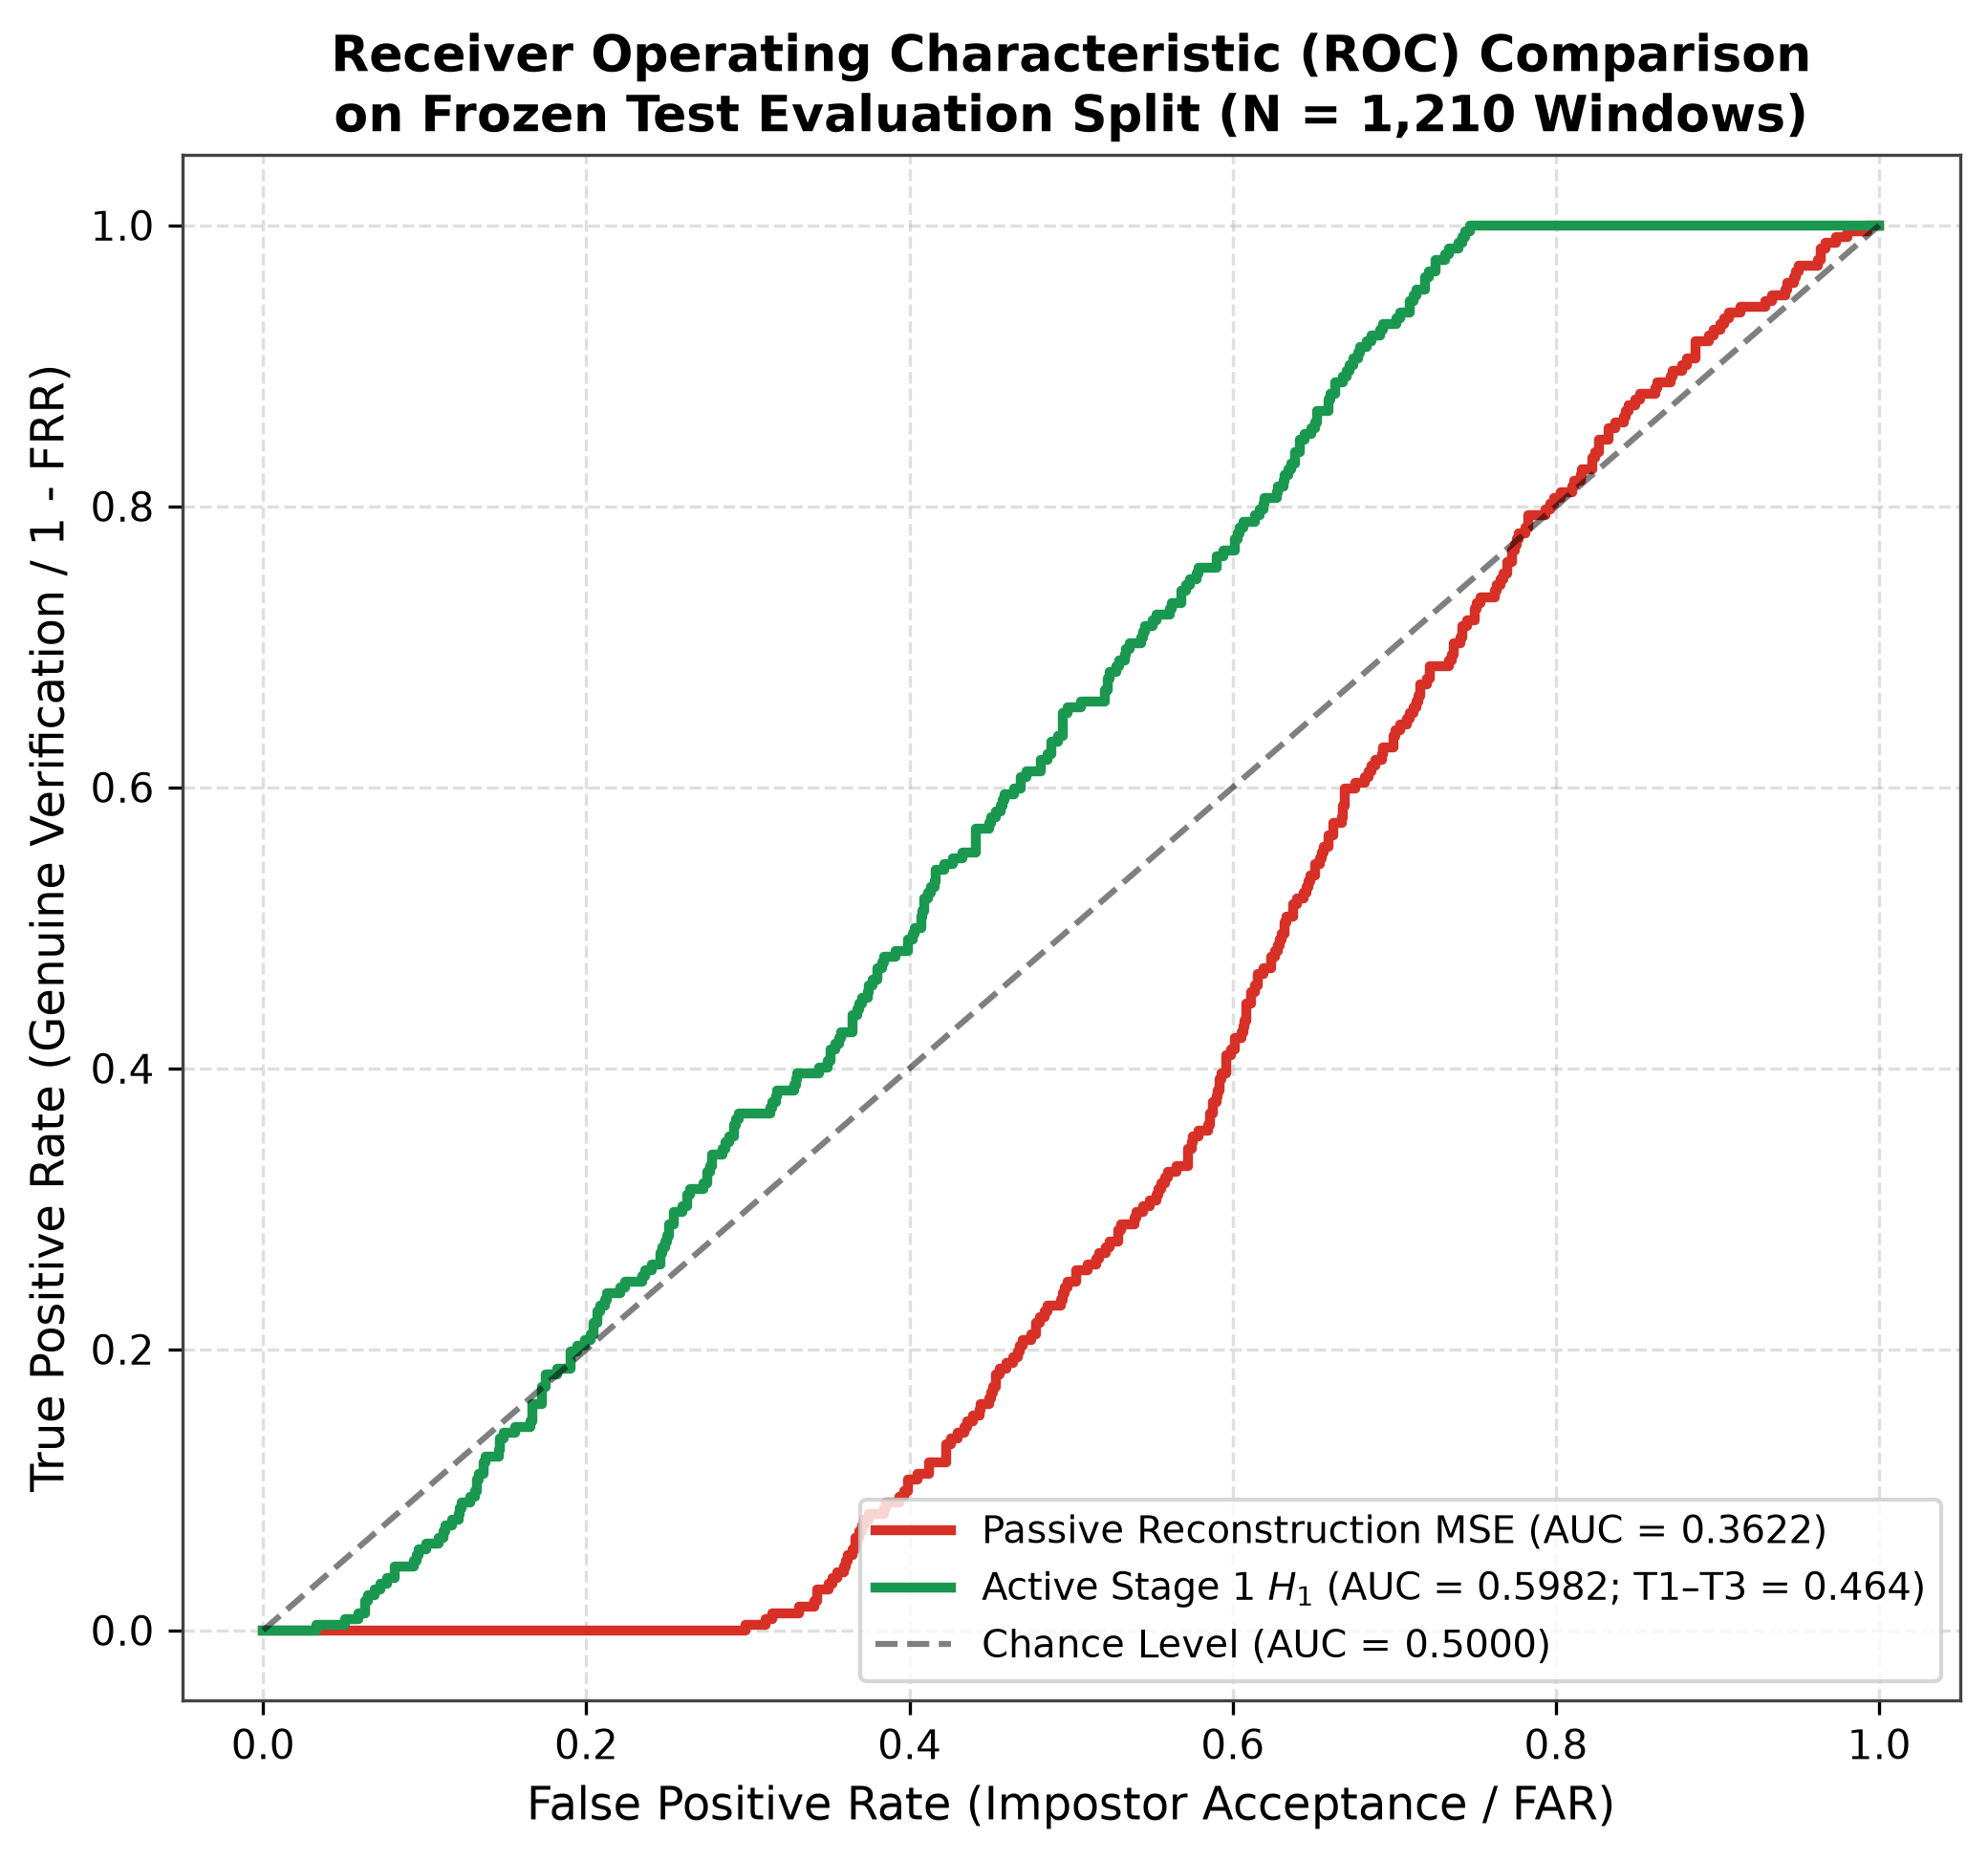 Receiver Operating Characteristic (ROC) Comparison
on Frozen Test Evaluation Split (N = 1,210 Windows)
True Positive Rate (Genuine Verification / 1 - FRR)
1.0
0.8
0.6
0.4
0.2
0.0
Passive Reconstruction MSE (AUC = 0.3622)
Active Stage 1 H₁ (AUC = 0.5982; T1–T3 = 0.464)
Chance Level (AUC = 0.5000)
0.0 0.2 0.4 0.6 0.8 1.0
False Positive Rate (Impostor Acceptance / FAR)